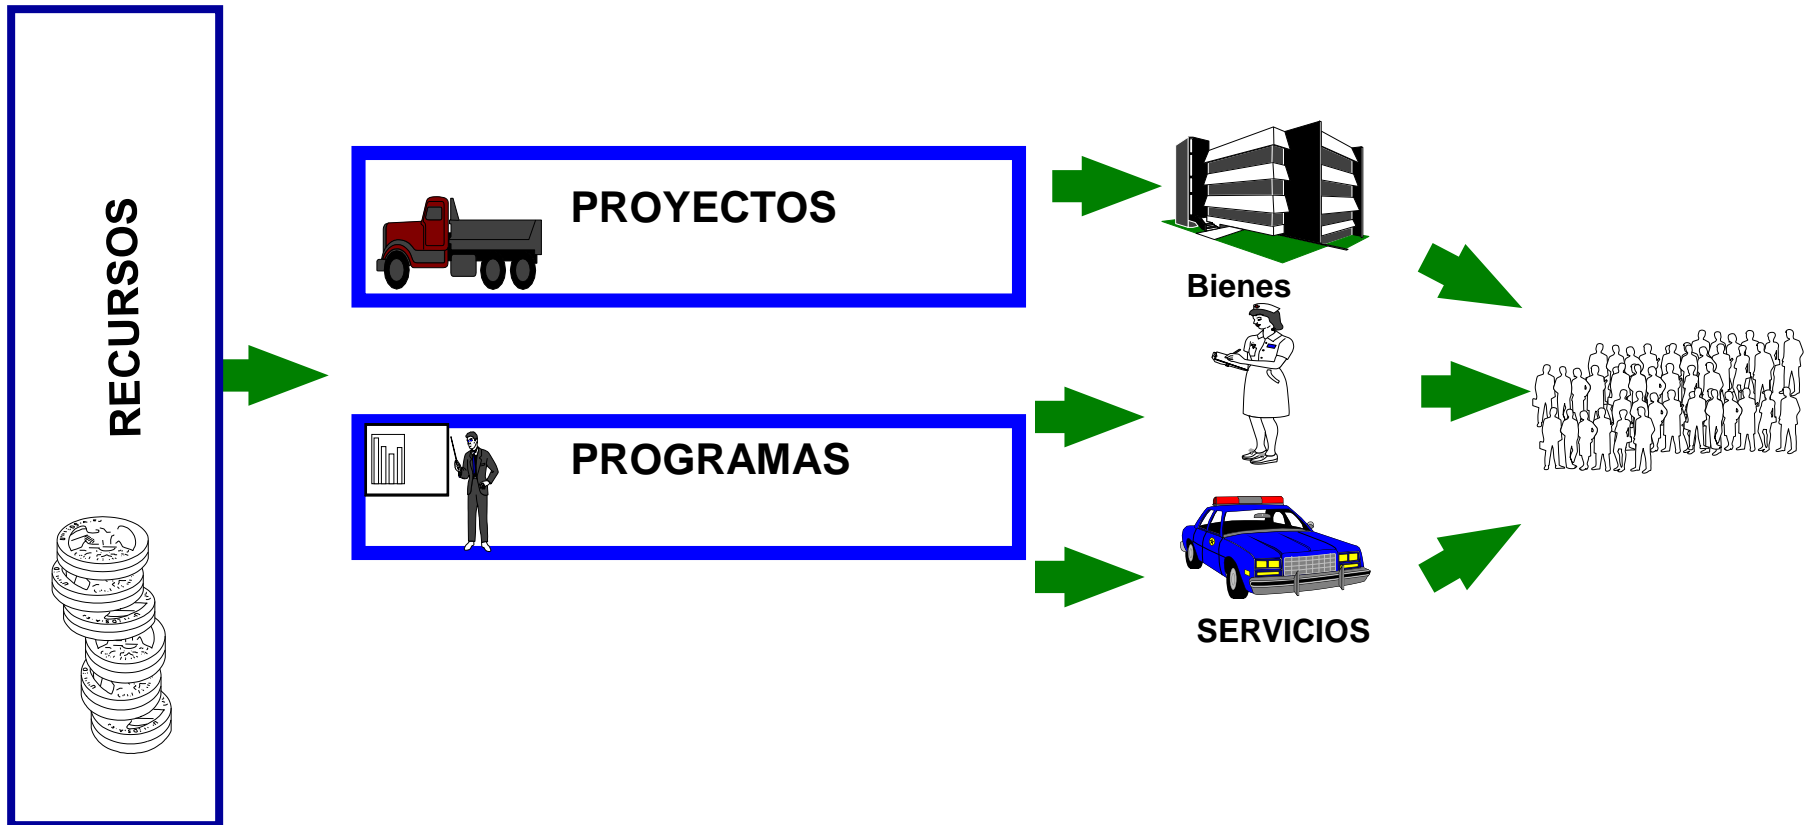 RECURSOS
PROYECTOS
PROGRAMAS
Bienes
SERVICIOS